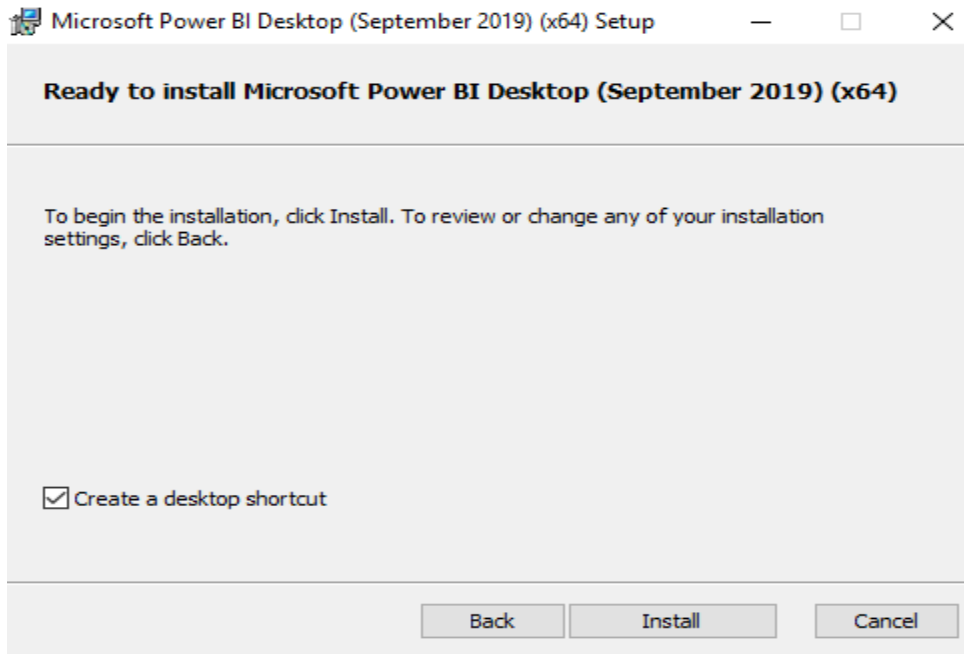 Microsoft Power BI Desktop (September 2019) (x64) Setup
Ready to install Microsoft Power BI Desktop (September 2019) (x64)
To begin the installation, click Install. To review or change any of your installation
settings, click Back.
Create a desktop shortcut
Back Install Cancel